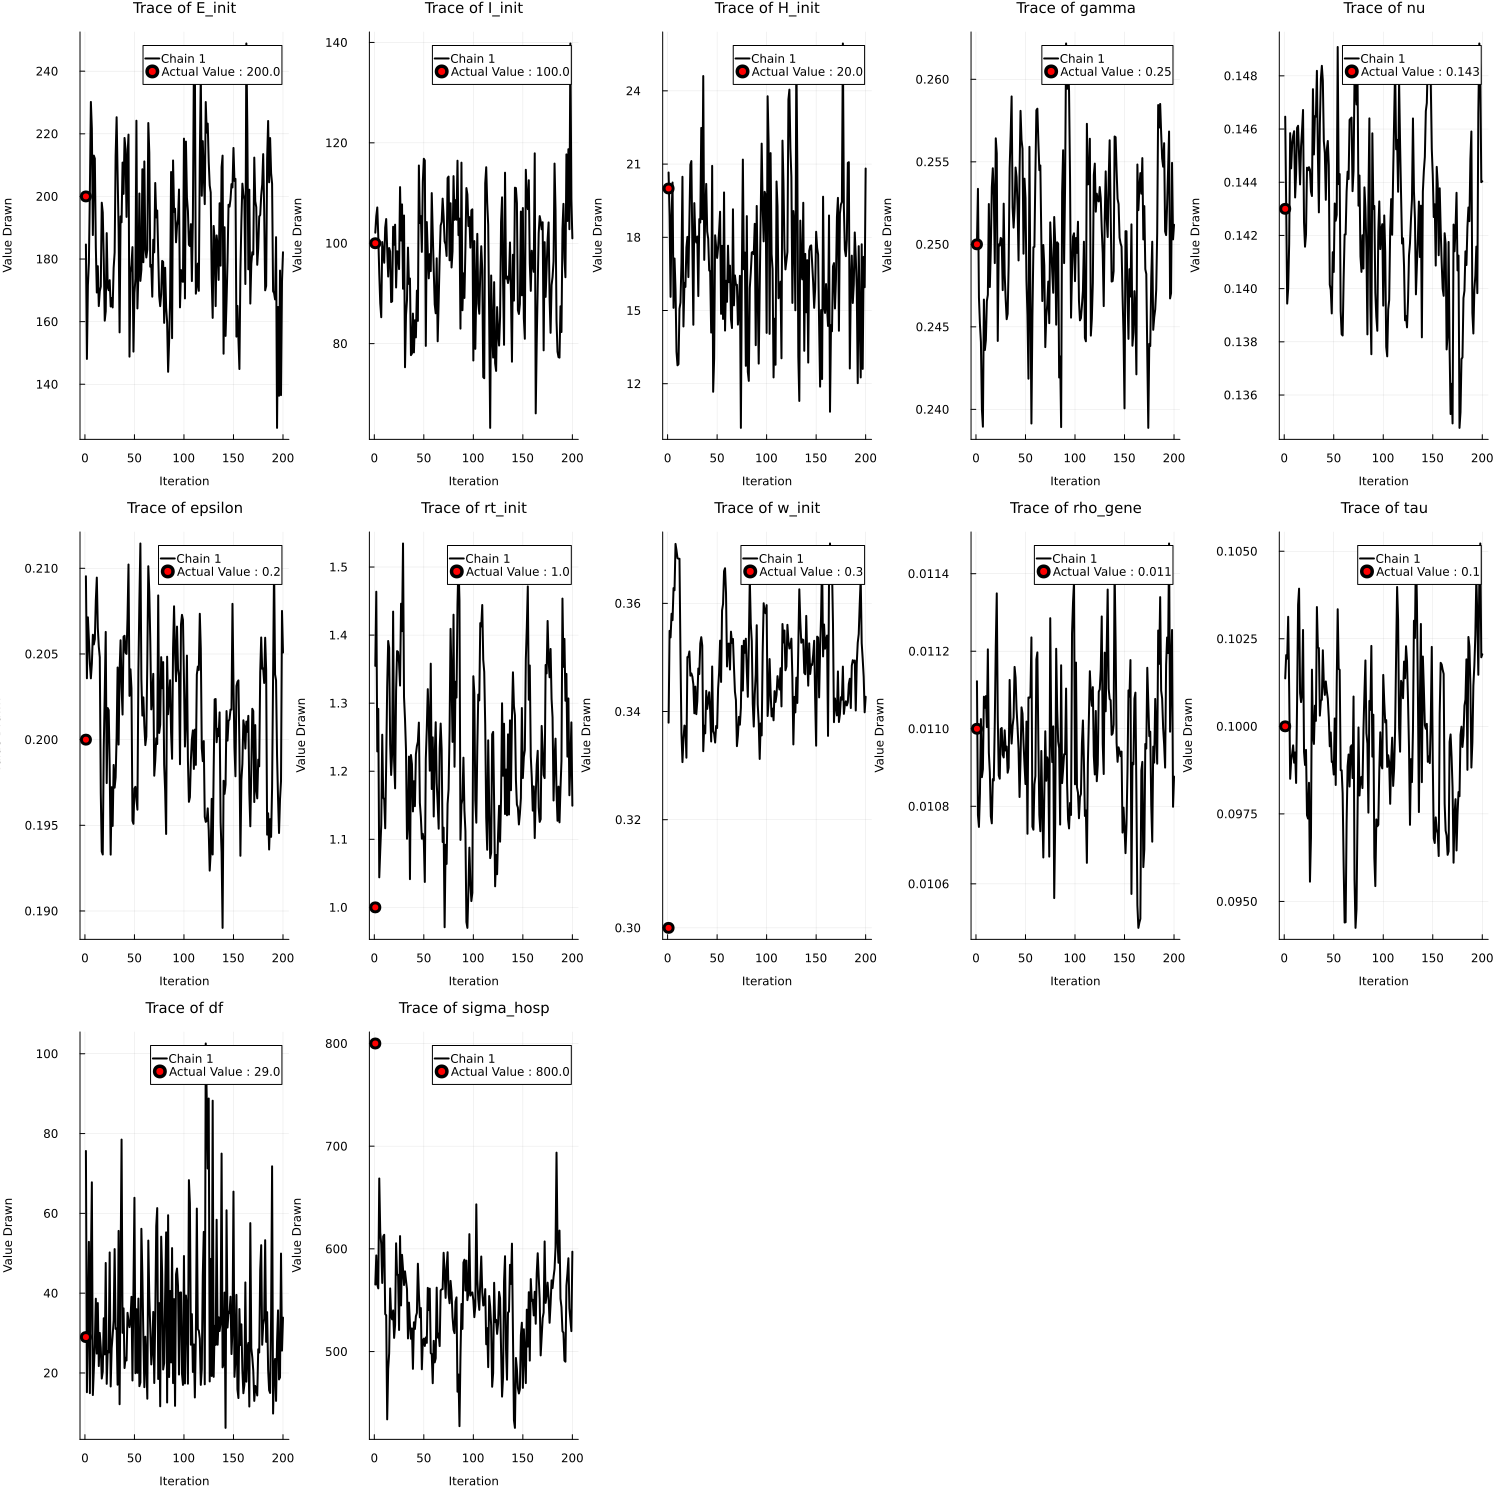 Trace of E_init
240
220
200
180
160
140
Value Drawn
Chain 1
Actual Value : 200.0
0 50 100 150 200
Iteration
Trace of I_init
140
120
100
80
Value Drawn
Chain 1
Actual Value : 100.0
0 50 100 150 200
Iteration
Trace of H_init
24
21
18
15
12
Value Drawn
Chain 1
Actual Value : 20.0
0 50 100 150 200
Iteration
Trace of gamma
0.260
0.255
0.250
0.245
0.240
Value Drawn
Chain 1
Actual Value : 0.25
0 50 100 150 200
Iteration
Trace of nu
0.148
0.146
0.144
0.142
0.140
0.138
0.136
Value Drawn
Chain 1
Actual Value : 0.143
0 50 100 150 200
Iteration
Trace of epsilon
0.210
0.205
0.200
0.195
0.190
Chain 1
Actual Value : 0.2
0 50 100 150 200
Iteration
Trace of rt_init
1.5
1.4
1.3
1.2
1.1
1.0
Value Drawn
Chain 1
Actual Value : 1.0
0 50 100 150 200
Iteration
Trace of w_init
0.36
0.34
0.32
0.30
Value Drawn
Chain 1
Actual Value : 0.3
0 50 100 150 200
Iteration
Trace of rho_gene
0.0114
0.0112
0.0110
0.0108
0.0106
Value Drawn
Chain 1
Actual Value : 0.011
0 50 100 150 200
Iteration
Trace of tau
0.1050
0.1025
0.1000
0.0975
0.0950
Value Drawn
Chain 1
Actual Value : 0.1
0 50 100 150 200
Iteration
Trace of df
100
80
60
40
20
Value Drawn
Chain 1
Actual Value : 29.0
0 50 100 150 200
Iteration
Trace of sigma_hosp
800
700
600
500
Value Drawn
Chain 1
Actual Value : 800.0
0 50 100 150 200
Iteration